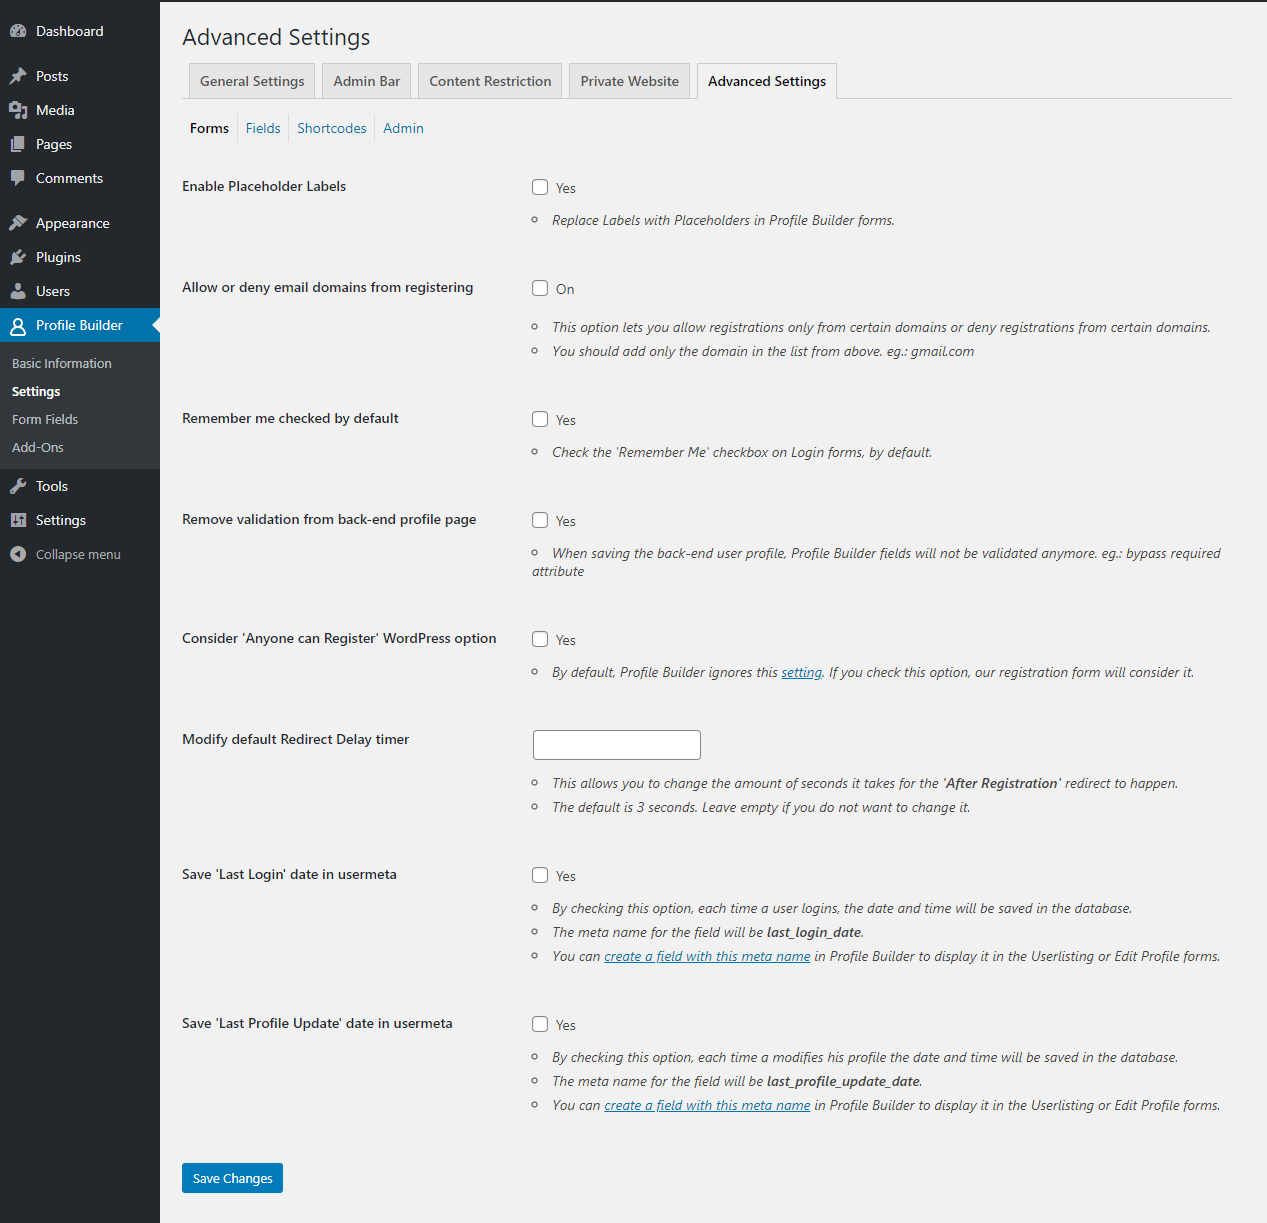 Dashboard
Posts
Media
Pages
Comments
Appearance
Plugins
Users
Profile Builder
Basic Information
Settings
Form Fields
Add-Ons
Tools
Settings
Collapse menu
Advanced Settings
General Settings
Admin Bar
Content Restriction
Private Website
Advanced Settings
Forms
Fields
Shortcodes
Admin
Enable Placeholder Labels
Yes
Replace Labels with Placeholders in Profile Builder forms.
Allow or deny email domains from registering
On
This option lets you allow registrations only from certain domains or deny registrations from certain domains.
You should add only the domain in the list from above. eg.: gmail.com
Remember me checked by default
Yes
Check the 'Remember Me' checkbox on Login forms, by default.
Remove validation from back-end profile page
Yes
When saving the back-end user profile, Profile Builder fields will not be validated anymore. eg.: bypass required
attribute
Consider 'Anyone can Register' WordPress option
Yes
By default, Profile Builder ignores this setting. If you check this option, our registration form will consider it.
Modify default Redirect Delay timer
This allows you to change the amount of seconds it takes for the 'After Registration' redirect to happen.
The default is 3 seconds. Leave empty if you do not want to change it.
Save 'Last Login' date in usermeta
Yes
By checking this option, each time a user logins, the date and time will be saved in the database.
The meta name for the field will be last_login_date.
You can create a field with this meta name in Profile Builder to display it in the Userlisting or Edit Profile forms.
Save 'Last Profile Update' date in usermeta
Yes
By checking this option, each time a modifies his profile the date and time will be saved in the database.
The meta name for the field will be last_profile_update_date.
You can create a field with this meta name in Profile Builder to display it in the Userlisting or Edit Profile forms.
Save Changes